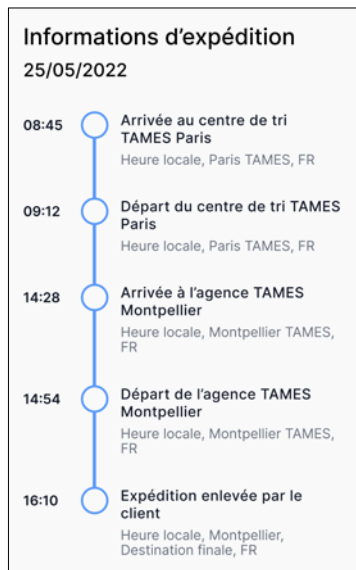 Informations d’expédition
25/05/2022
08:45
Arrivée au centre de tri
TAMES Paris
Heure locale, Paris TAMES, FR
09:12
Départ du centre de tri TAMES
Paris
Heure locale, Paris TAMES, FR
14:28
Arrivée à l’agence TAMES
Montpellier
Heure locale, Montpellier TAMES,
FR
14:54
Départ de l’agence TAMES
Montpellier
Heure locale, Montpellier TAMES,
FR
16:10
Expédition enlevée par le
client
Heure locale, Montpellier,
Destination finale, FR